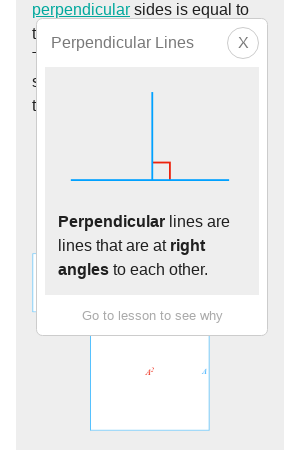 perpendicular sides is equal to
t
s
t
Perpendicular Lines
X
Perpendicular lines are
lines that are at right
angles to each other.
Go to lesson to see why
A²
A